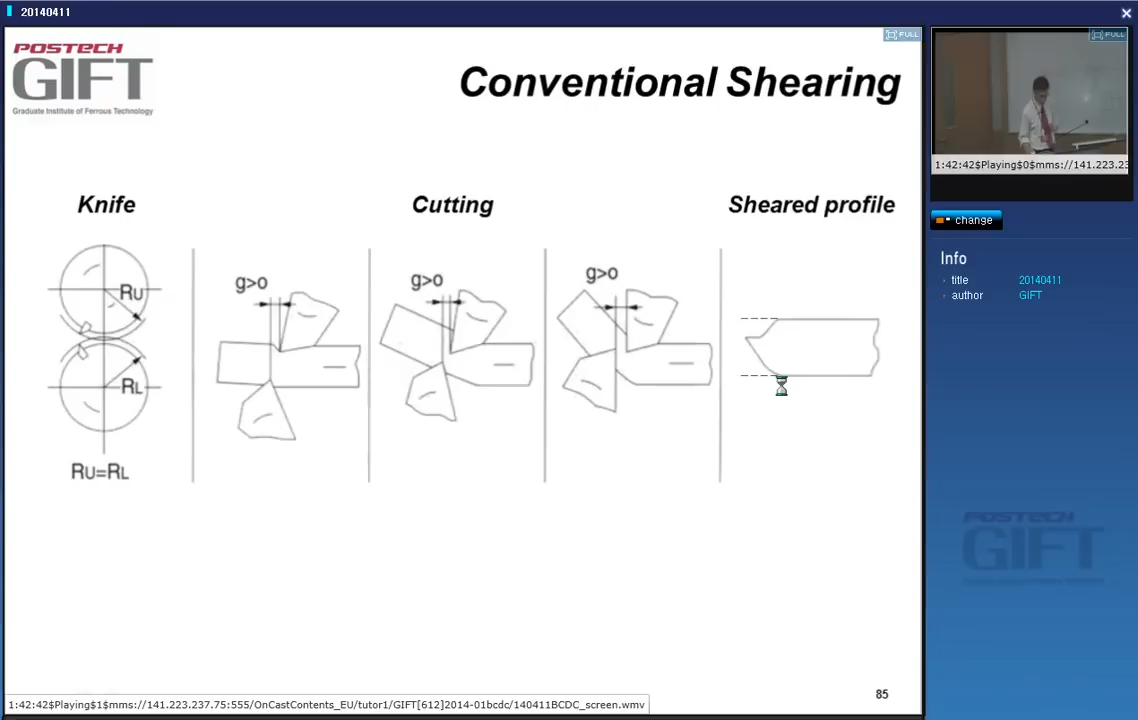 20140411
FULL
POSTECH
GIFT
Graduate Institute of Ferrous Technology
Conventional Shearing
Knife
Cutting
Sheared profile
RU
RL
RU=RL
g>o
g>o
g>o
85
1:42:42$Playing$1$mms://141.223.237.75:555/OnCastContents_EU/tutor1/GIFT[612]2014-01bcdc/140411BCDC_screen.wmv
FULL
1:42:42$Playing$0$mms://141.223.23
change
Info
title 20140411
author GIFT
POSTECH
GIFT